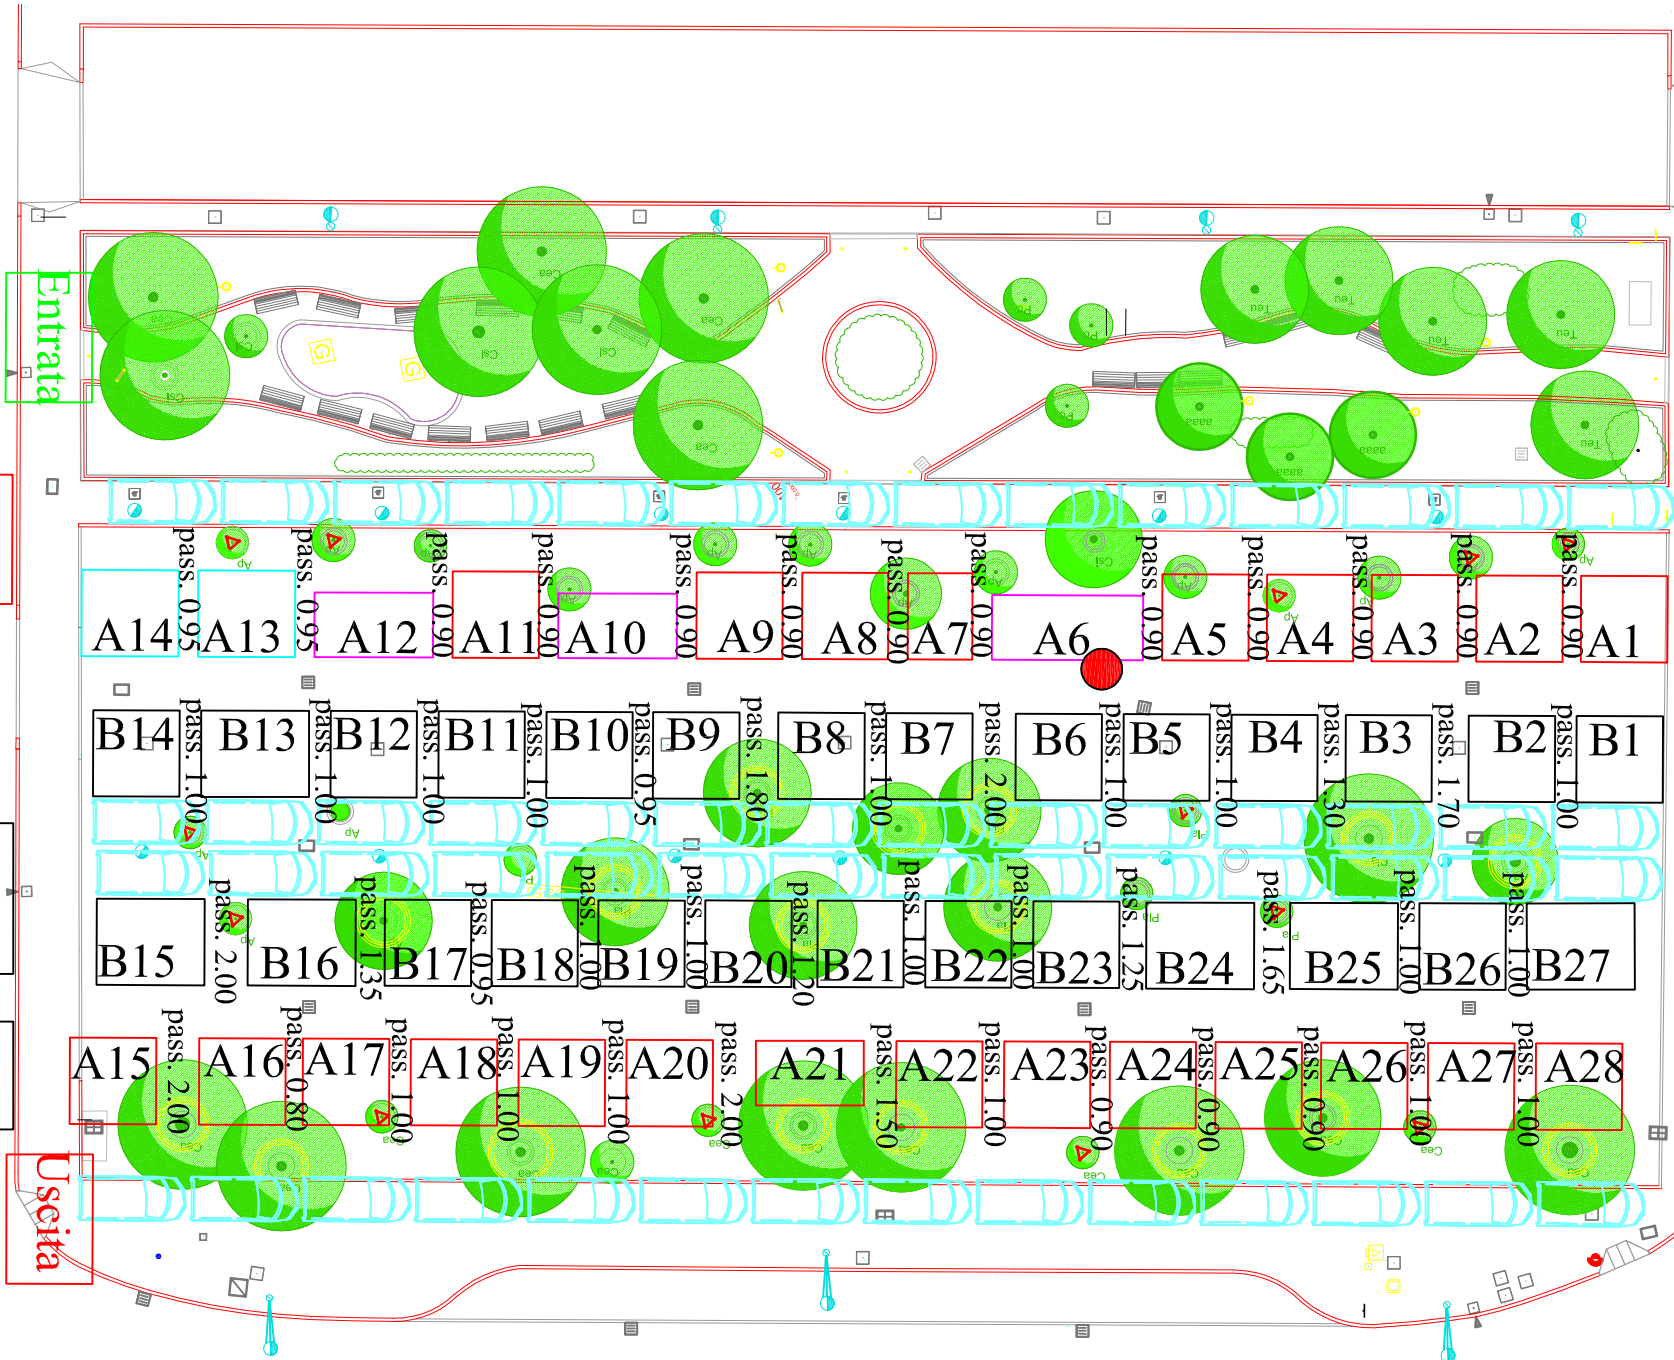 Entrata
pass. 0.95
pass. 0.95
pass. 0.90
pass. 0.90
pass. 0.90
pass. 0.90
pass. 0.90
pass. 0.90
pass. 0.90
pass. 0.90
pass. 0.90
pass. 0.90
pass. 0.90
A14
A13
A12
A11
A10
A9
A8
A7
A6
A5
A4
A3
A2
A1
B14
B13
B12
B11
B10
B9
B8
B7
B6
B5
B4
B3
B2
B1
pass. 1.00
pass. 1.00
pass. 1.00
pass. 1.00
pass. 0.95
pass. 1.80
pass. 1.00
pass. 2.00
pass. 1.00
pass. 1.00
pass. 1.30
pass. 1.70
pass. 1.00
pass. 2.00
pass. 1.35
pass. 0.95
pass. 1.00
pass. 1.00
pass. 1.20
pass. 1.00
pass. 1.00
pass. 1.25
pass. 1.65
pass. 1.00
pass. 1.00
B15
B16
B17
B18
B19
B20
B21
B22
B23
B24
B25
B26
B27
A15
A16
A17
A18
A19
A20
A21
A22
A23
A24
A25
A26
A27
A28
pass. 2.00
pass. 0.80
pass. 1.00
pass. 1.00
pass. 1.00
pass. 2.00
pass. 1.50
pass. 1.00
pass. 0.90
pass. 0.90
pass. 0.90
pass. 1.00
pass. 1.00
Uscita